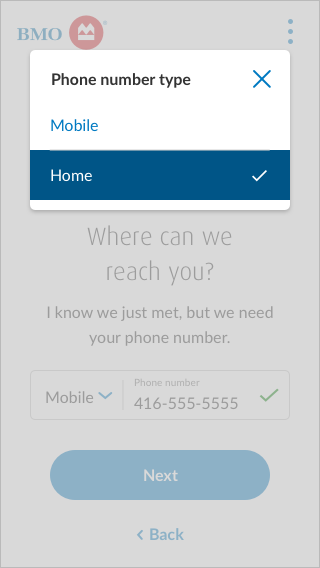 BMO
Phone number type
Mobile
Home
Where can we
reach you?
I know we just met, but we need
your phone number.
Mobile
Phone number
416-555-5555
Next
Back